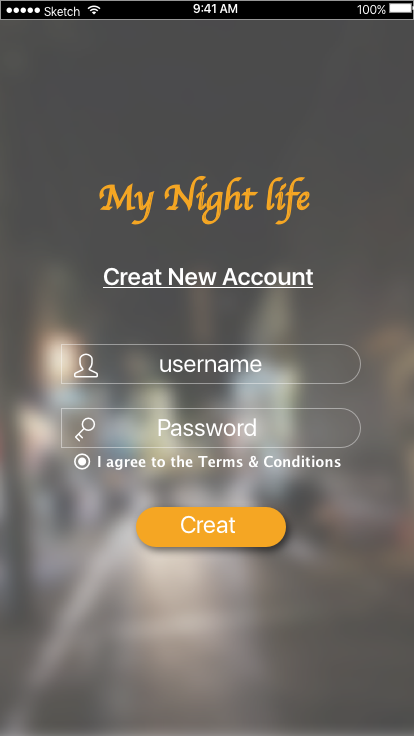 Sketch 9:41 AM 100%
My Night life
Creat New Account
username
Password
I agree to the Terms & Conditions
Creat